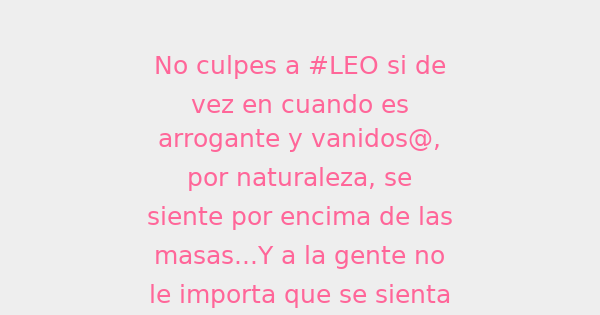 No culpes a #LEO si de
vez en cuando es
arrogante y vanidos@,
por naturaleza, se
siente por encima de las
masas...Y a la gente no
le importa que se sienta